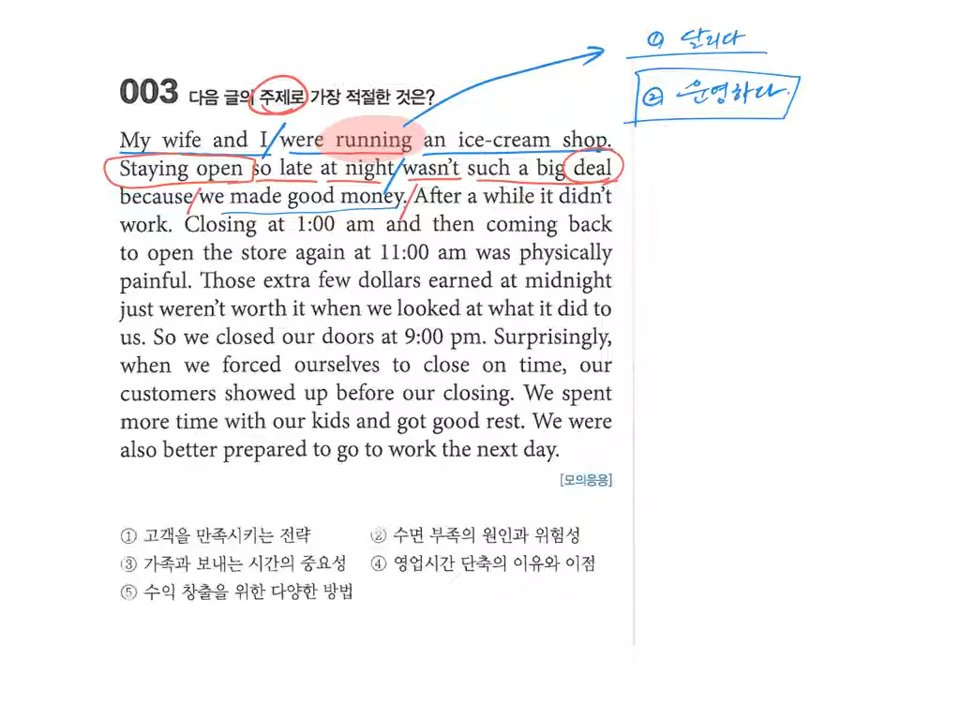 ① 달리다
② 운영하다.
003 다음 글의 주제로 가장 적절한 것은?
My wife and I were running an ice-cream shop.
Staying open so late at night wasn't such a big deal
because we made good money. After a while it didn't
work. Closing at 1:00 am and then coming back
to open the store again at 11:00 am was physically
painful. Those extra few dollars earned at midnight
just weren't worth it when we looked at what it did to
us. So we closed our doors at 9:00 pm. Surprisingly,
when we forced ourselves to close on time, our
customers showed up before our closing. We spent
more time with our kids and got good rest. We were
also better prepared to go to work the next day.
[모의응용]
① 고객을 만족시키는 전략 ② 수면 부족의 원인과 위험성
③ 가족과 보내는 시간의 중요성 ④ 영업시간 단축의 이유와 이점
⑤ 수익 창출을 위한 다양한 방법